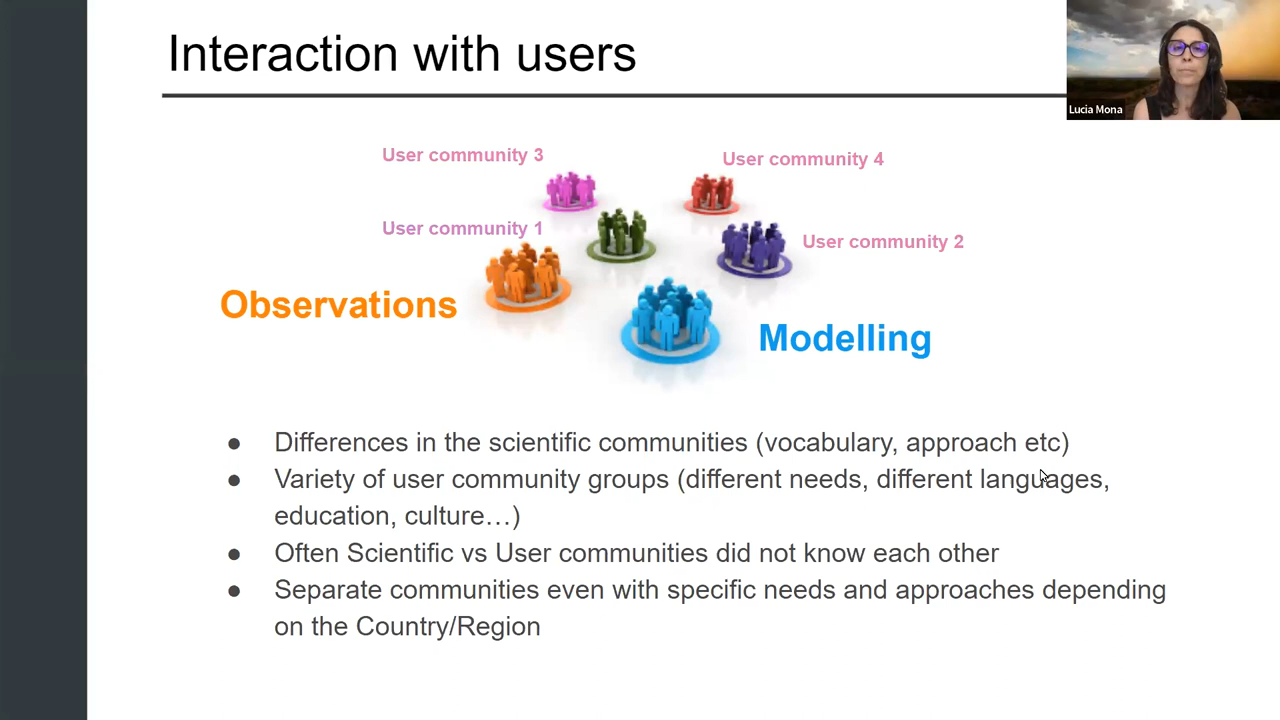 Interaction with users
Lucia Mona
User community 3
User community 4
User community 1
User community 2
Observations
Modelling
● Differences in the scientific communities (vocabulary, approach etc)
● Variety of user community groups (different needs, different languages,
education, culture…)
● Often Scientific vs User communities did not know each other
● Separate communities even with specific needs and approaches depending
on the Country/Region